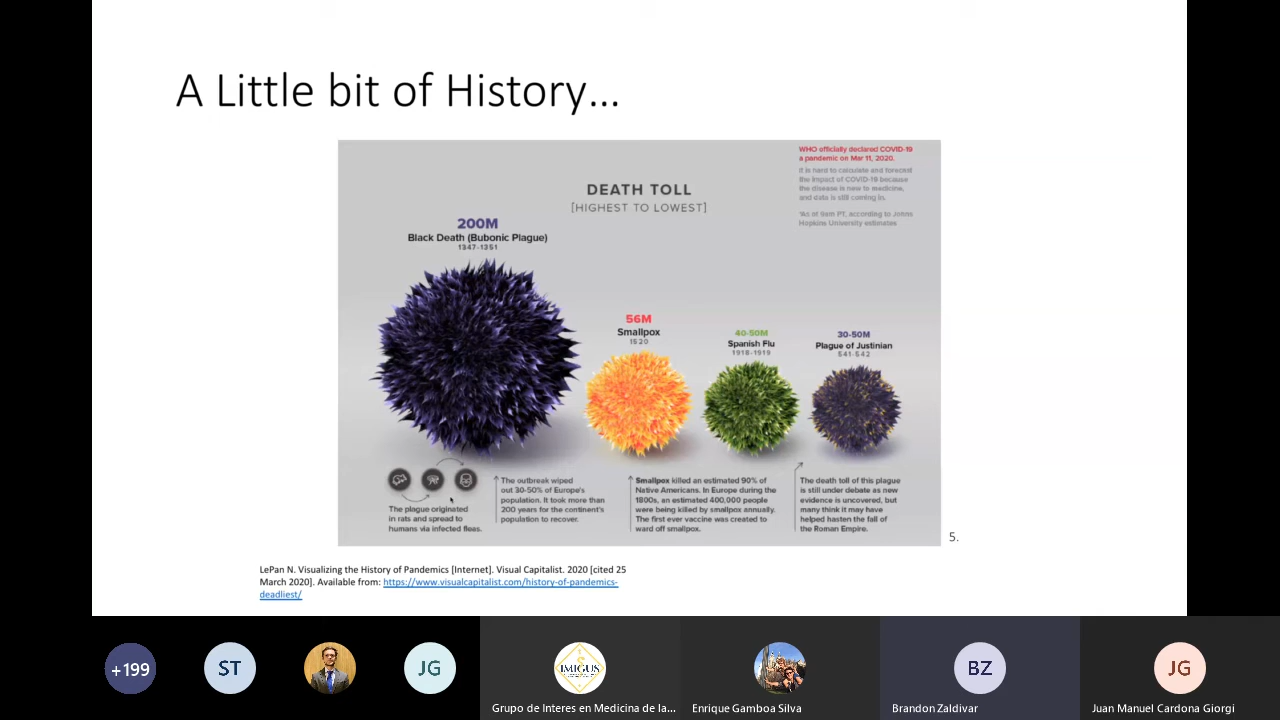 A Little bit of History...
WHO officially declared COVID-19
a pandemic on Mar 11, 2020.
It is hard to calculate and forecast
the impact of COVID-19 because
the disease is new to medicine,
and data is still coming in.
*As of 9am PT, according to Johns
Hopkins University estimates
DEATH TOLL
[HIGHEST TO LOWEST]
200M
Black Death (Bubonic Plague)
1347-1351
56M
Smallpox
1520
40-50M
Spanish Flu
1918-1919
30-50M
Plague of Justinian
541-542
The plague originated
in rats and spread to
humans via infected fleas.
The outbreak wiped
out 30-50% of Europe's
population. It took more than
200 years for the continent's
population to recover.
Smallpox killed an estimated 90% of
Native Americans. In Europe during the
1800s, an estimated 400,000 people
were being killed by smallpox annually.
The first ever vaccine was created to
ward off smallpox.
The death toll of this plague
is still under debate as new
evidence is uncovered, but
many think it may have
helped hasten the fall of
the Roman Empire.
5.
LePan N. Visualizing the History of Pandemics [Internet]. Visual Capitalist. 2020 [cited 25
March 2020]. Available from: https://www.visualcapitalist.com/history-of-pandemics-
deadliest/
+199
ST
JG
IMIGUS
BZ
JG
Grupo de Interes en Medicina de la...
Enrique Gamboa Silva
Brandon Zaldivar
Juan Manuel Cardona Giorgi